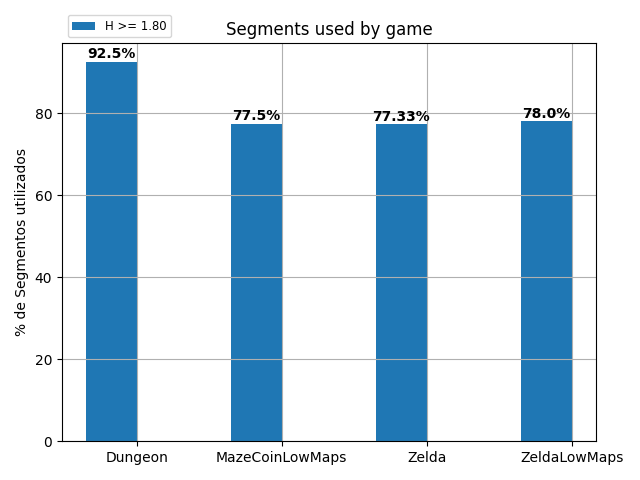 H >= 1.80
Segments used by game
92.5%
77.5%
77.33%
78.0%
% de Segmentos utilizados
80
60
40
20
0
Dungeon
MazeCoinLowMaps
Zelda
ZeldaLowMaps